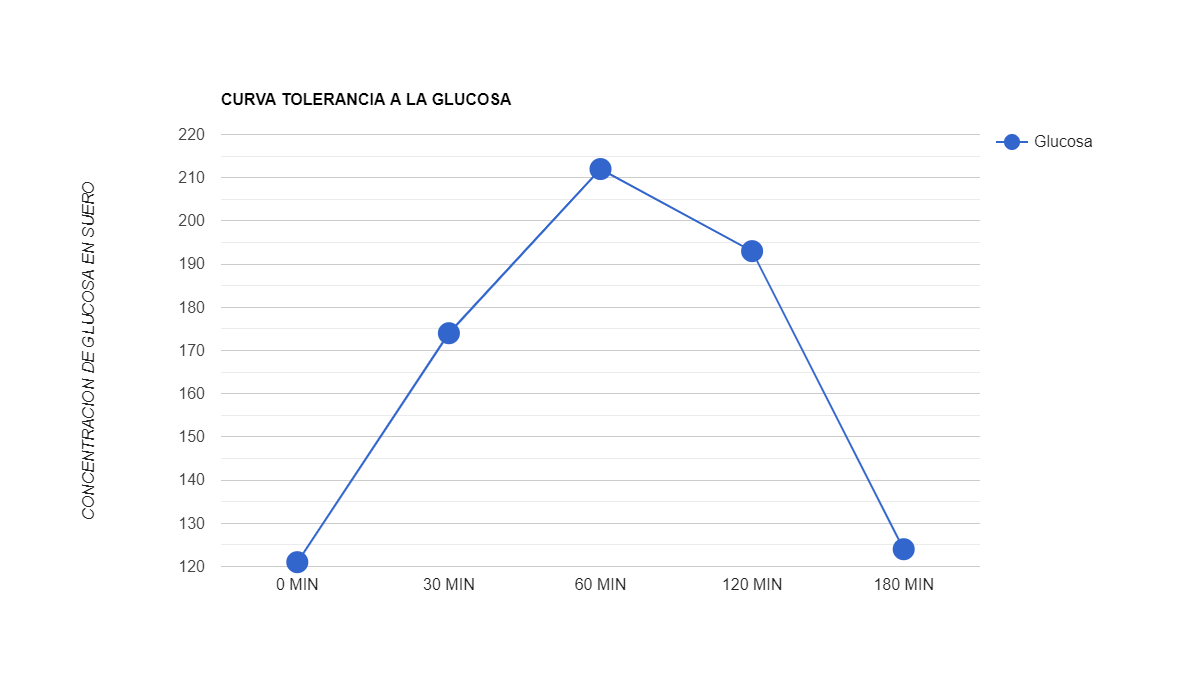 CURVA TOLERANCIA A LA GLUCOSA
Glucosa
CONCENTRACION DE GLUCOSA EN SUERO
220
210
200
190
180
170
160
150
140
130
120
0 MIN
30 MIN
60 MIN
120 MIN
180 MIN